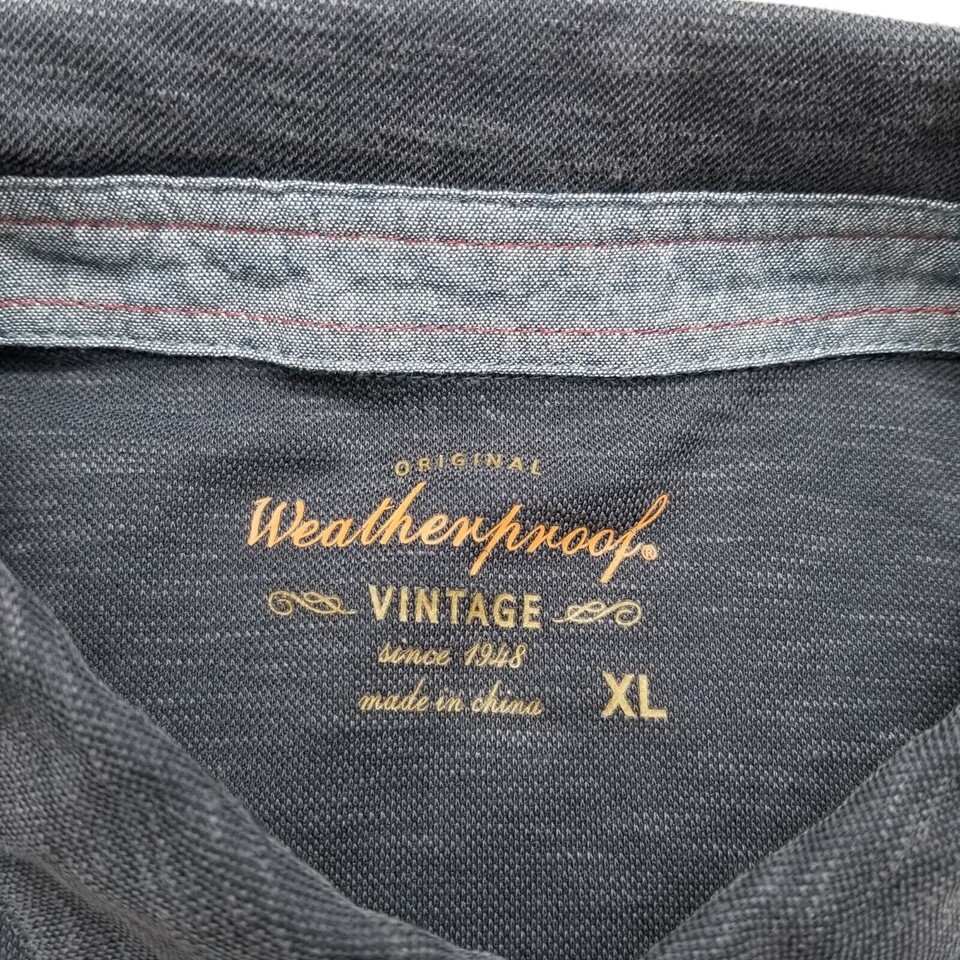 ORIGINAL
Weatherproof®
VINTAGE
since 1948
made in china XL